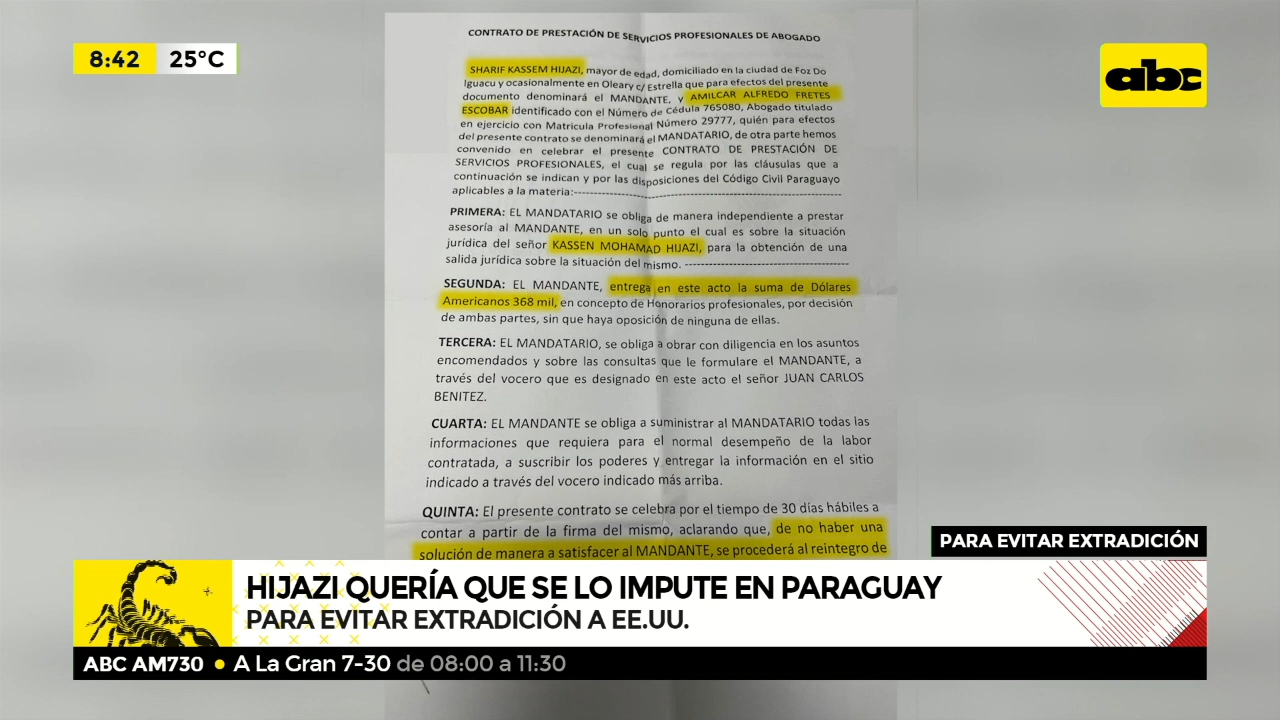 8:42 25°C
abc
CONTRATO DE PRESTACIÓN DE SERVICIOS PROFESIONALES DE ABOGADO
SHARIF KASSEM HIJAZI, mayor de edad, domiciliado en la ciudad de Foz Do
Iguacu y ocasionalmente en Oleary c/ Estrella que para efectos del presente
documento denominará el MANDANTE, y AMILCAR ALFREDO FRETES
ESCOBAR identificado con el Número de Cédula 765080, Abogado titulado
en ejercicio con Matricula Profesional Número 29777, quién para efectos
del presente contrato se denominará el MANDATARIO, de otra parte hemos
convenido en celebrar el presente CONTRATO DE PRESTACIÓN DE
SERVICIOS PROFESIONALES, el cual se regula por las cláusulas que a
continuación se indican y por las disposiciones del Código Civil Paraguayo
aplicables a la materia:--------------------------------------------------
PRIMERA: EL MANDATARIO se obliga de manera independiente a prestar
asesoría al MANDANTE, en un solo punto el cual es sobre la situación
jurídica del señor KASSEN MOHAMAD HIJAZI, para la obtención de una
salida jurídica sobre la situación del mismo. ------------------------------
SEGUNDA: EL MANDANTE, entrega en este acto la suma de Dólares
Americanos 368 mil, en concepto de Honorarios profesionales, por decisión
de ambas partes, sin que haya oposición de ninguna de ellas.
TERCERA: EL MANDATARIO, se obliga a obrar con diligencia en los asuntos
encomendados y sobre las consultas que le formulare el MANDANTE, a
través del vocero que es designado en este acto el señor JUAN CARLOS
BENITEZ.
CUARTA: EL MANDANTE se obliga a suministrar al MANDATARIO todas las
informaciones que requiera para el normal desempeño de la labor
contratada, a suscribir los poderes y entregar la información en el sitio
indicado a través del vocero indicado más arriba.
QUINTA: El presente contrato se celebra por el tiempo de 30 días hábiles a
contar a partir de la firma del mismo, aclarando que, de no haber una
solución de manera a satisfacer al MANDANTE, se procederá al reintegro de
PARA EVITAR EXTRADICIÓN
HIJAZI QUERÍA QUE SE LO IMPUTE EN PARAGUAY
PARA EVITAR EXTRADICIÓN A EE.UU.
ABC AM730 • A La Gran 7-30 de 08:00 a 11:30